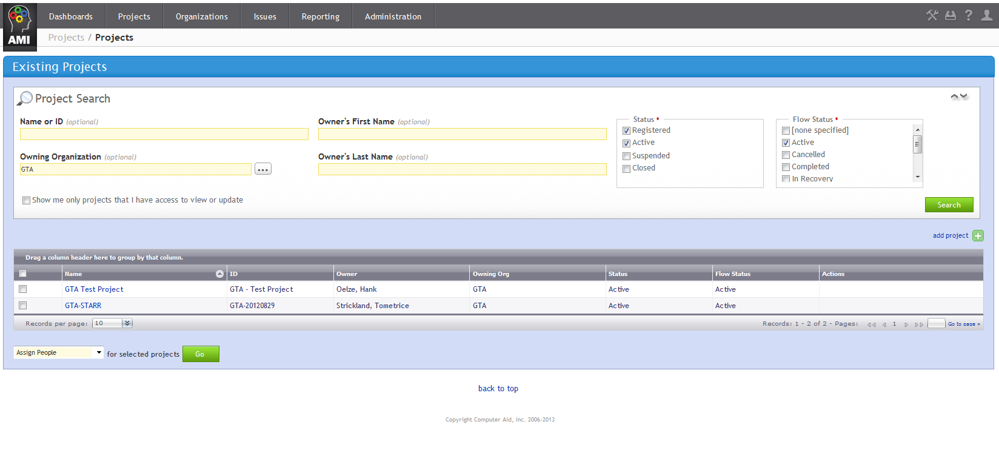 Dashboards Projects Organizations Issues Reporting Administration
AMI
Projects / Projects
Existing Projects
Project Search
Name or ID (optional)
Owner's First Name (optional)
Status *
Flow Status *
Registered
[none specified]
Active
Active
Owning Organization (optional)
Owner's Last Name (optional)
Suspended
Cancelled
GTA
...
Closed
Completed
In Recovery
Show me only projects that I have access to view or update
Search
add project
Drag a column header here to group by that column.
Name ID Owner Owning Org Status Flow Status Actions
GTA Test Project GTA - Test Project Oelze, Hank GTA Active Active
GTA-STARR GTA-20120829 Strickland, Tometrice GTA Active Active
Records per page: 10 Records: 1 - 2 of 2 - Pages: 1 Go to page »
Assign People for selected projects Go
back to top
Copyright Computer Aid, Inc. 2006-2013